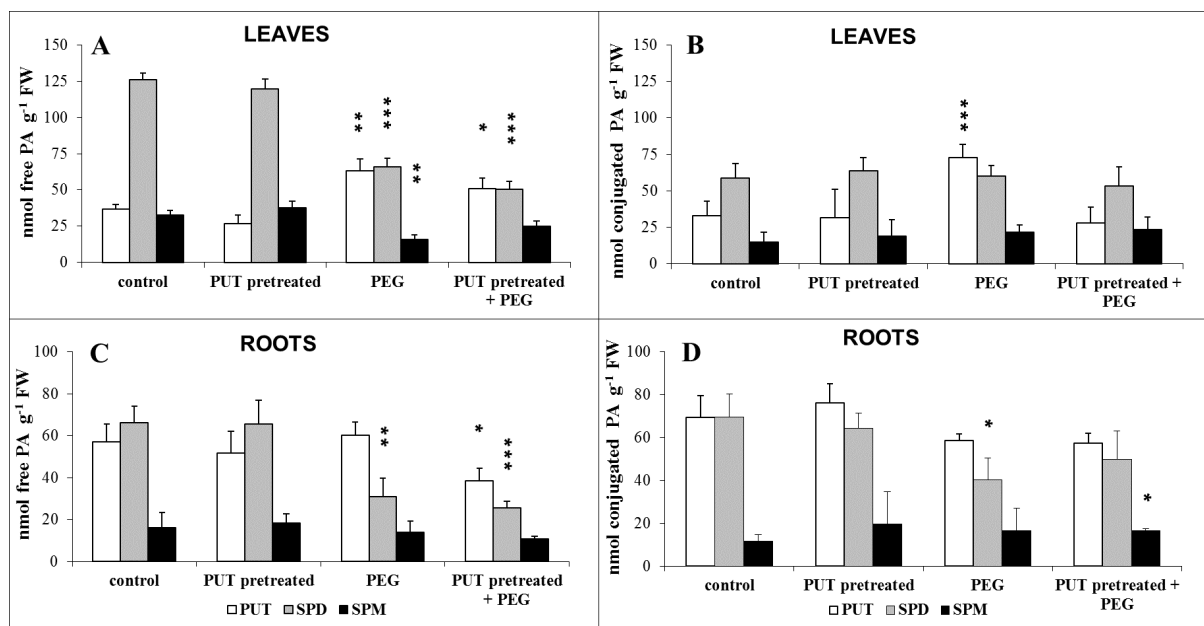 A
LEAVES
nmol free PA g-1 FW
150
125
100
75
50
25
0
**
***
**
*
***
control
PUT pretreated
PEG
PUT pretreated
+ PEG
B
LEAVES
nmol conjugated PA g-1 FW
150
125
100
75
50
25
0
***
control
PUT pretreated
PEG
PUT pretreated +
PEG
C
ROOTS
nmol free PA g-1 FW
100
80
60
40
20
0
**
*
***
control
PUT pretreated
PEG
PUT pretreated
+ PEG
PUT SPD SPM
D
ROOTS
nmol conjugated PA g-1 FW
100
80
60
40
20
0
*
*
control
PUT pretreated
PEG
PUT pretreated +
PEG
PUT SPD SPM